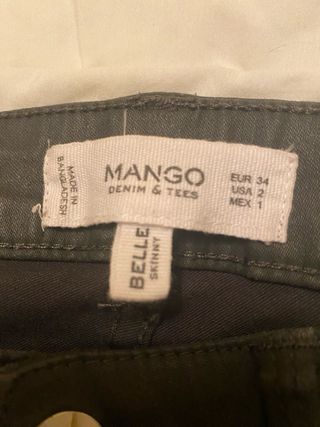 MADE IN
BANGLADESH
MANGO
DENIM & TEES
EUR 34
USA 2
MEX 1
BELLE
SKINNY